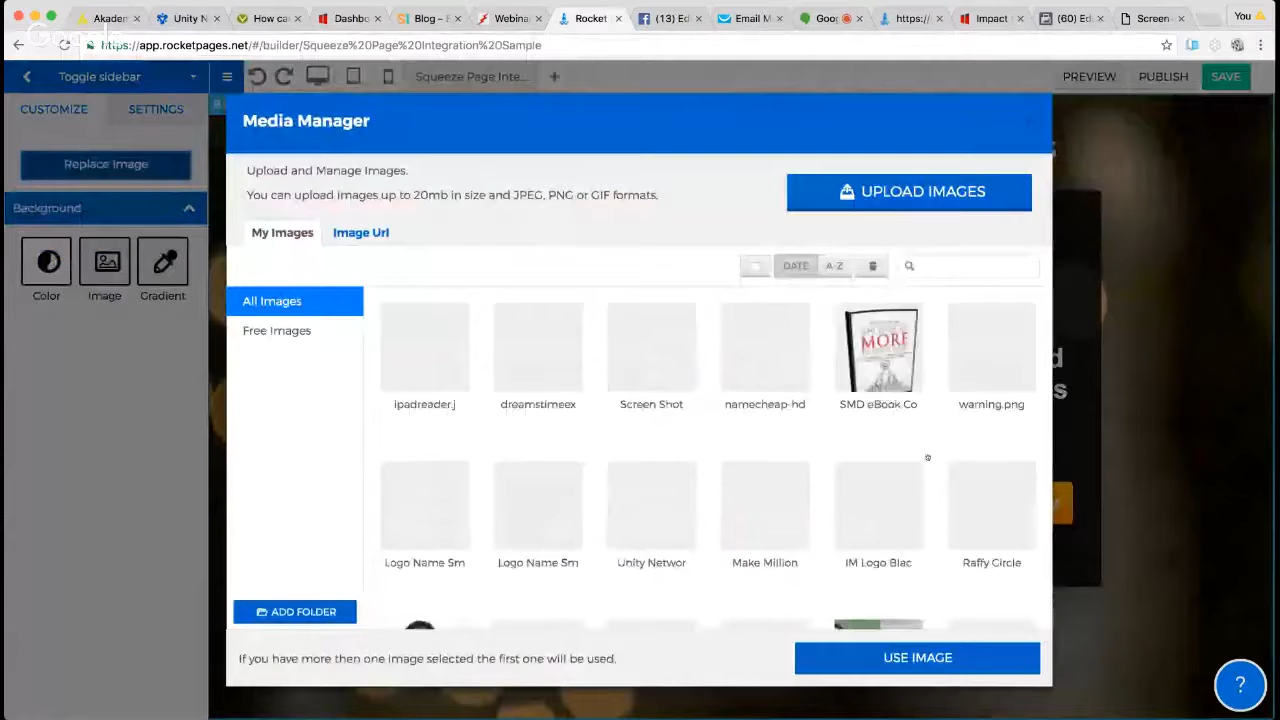 Akaden
Unity N
How ca
Dashbo
Blog – F
Webina
Rocket
(13) Ed
Email M
Goog
https:/
Impact
(60) Ed
Screen
You
https://app.rocketpages.net/#/builder/Squeeze%20Page%20Integration%20Sample
Toggle sidebar
Squeeze Page Inte...
PREVIEW
PUBLISH
SAVE
CUSTOMIZE
SETTINGS
Media Manager
Replace Image
Upload and Manage Images.
You can upload images up to 20mb in size and JPEG, PNG or GIF formats.
UPLOAD IMAGES
Background
My Images
Image Url
DATE
A-Z
Color
Image
Gradient
All Images
Free Images
MORE
ipadreader.j
dreamstimeex
Screen Shot
namecheap-hd
SMD eBook Co
warning.png
Logo Name Sm
Logo Name Sm
Unity Networ
Make Million
IM Logo Blac
Raffy Circle
ADD FOLDER
If you have more then one image selected the first one will be used.
USE IMAGE
?